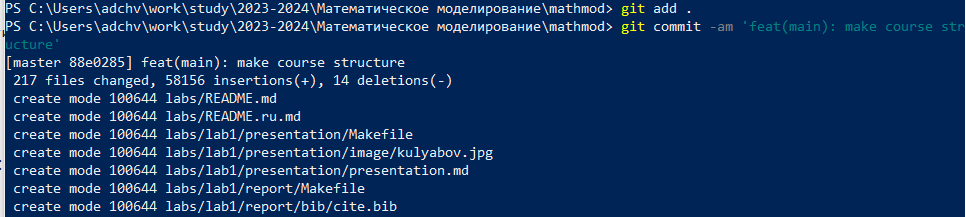 PS C:\Users\adchv\work\study\2023-2024\Математическое моделирование\mathmod> git add .
PS C:\Users\adchv\work\study\2023-2024\Математическое моделирование\mathmod> git commit -am 'feat(main): make course str
ucture'
[master 88e0285] feat(main): make course structure
 217 files changed, 58156 insertions(+), 14 deletions(-)
 create mode 100644 labs/README.md
 create mode 100644 labs/README.ru.md
 create mode 100644 labs/lab1/presentation/Makefile
 create mode 100644 labs/lab1/presentation/image/kulyabov.jpg
 create mode 100644 labs/lab1/presentation/presentation.md
 create mode 100644 labs/lab1/report/Makefile
 create mode 100644 labs/lab1/report/bib/cite.bib